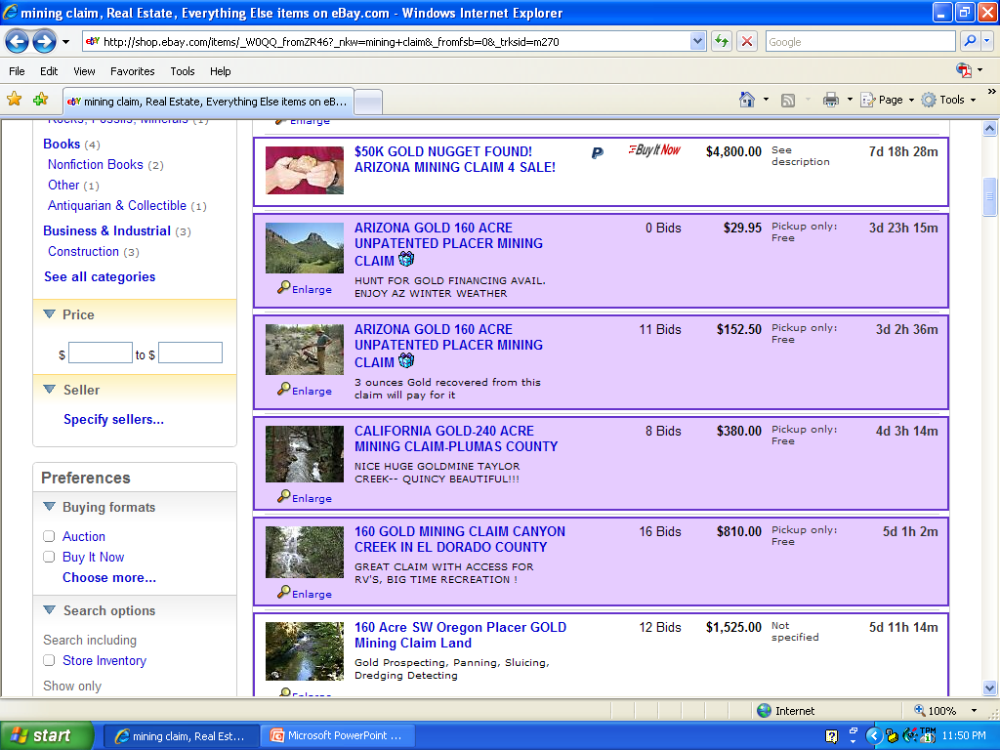 mining claim, Real Estate, Everything Else items on eBay.com - Windows Internet Explorer
http://shop.ebay.com/items/_W0QQ_fromZR46?_nkw=mining+claim&_fromfsb=0&_trksid=m270
Google
File Edit View Favorites Tools Help
mining claim, Real Estate, Everything Else items on eB...
Page Tools
Rocks, Fossils, Minerals (1)
Books (4)
Nonfiction Books (2)
Other (1)
Antiquarian & Collectible (1)
Business & Industrial (3)
Construction (3)
See all categories
Price
$ to $
Seller
Specify sellers...
Preferences
Buying formats
Auction
Buy It Now
Choose more...
Search options
Search including
Store Inventory
Show only
Enlarge
$50K GOLD NUGGET FOUND! ARIZONA MINING CLAIM 4 SALE!
Buy It Now
$4,800.00
See description
7d 18h 28m
ARIZONA GOLD 160 ACRE
UNPATENTED PLACER MINING
CLAIM
HUNT FOR GOLD FINANCING AVAIL.
ENJOY AZ WINTER WEATHER
Enlarge
0 Bids
$29.95
Pickup only:
Free
3d 23h 15m
ARIZONA GOLD 160 ACRE
UNPATENTED PLACER MINING
CLAIM
3 ounces Gold recovered from this
claim will pay for it
Enlarge
11 Bids
$152.50
Pickup only:
Free
3d 2h 36m
CALIFORNIA GOLD-240 ACRE
MINING CLAIM-PLUMAS COUNTY
NICE HUGE GOLDMINE TAYLOR
CREEK-- QUINCY BEAUTIFUL!!!
Enlarge
8 Bids
$380.00
Pickup only:
Free
4d 3h 14m
160 GOLD MINING CLAIM CANYON
CREEK IN EL DORADO COUNTY
GREAT CLAIM WITH ACCESS FOR
RV'S, BIG TIME RECREATION !
Enlarge
16 Bids
$810.00
Pickup only:
Free
5d 1h 2m
160 Acre SW Oregon Placer GOLD
Mining Claim Land
Gold Prospecting, Panning, Sluicing,
Dredging Detecting
Enlarge
12 Bids
$1,525.00
Not
specified
5d 11h 14m
Internet
100%
start
mining claim, Real Est...
Microsoft PowerPoint ...
11:50 PM